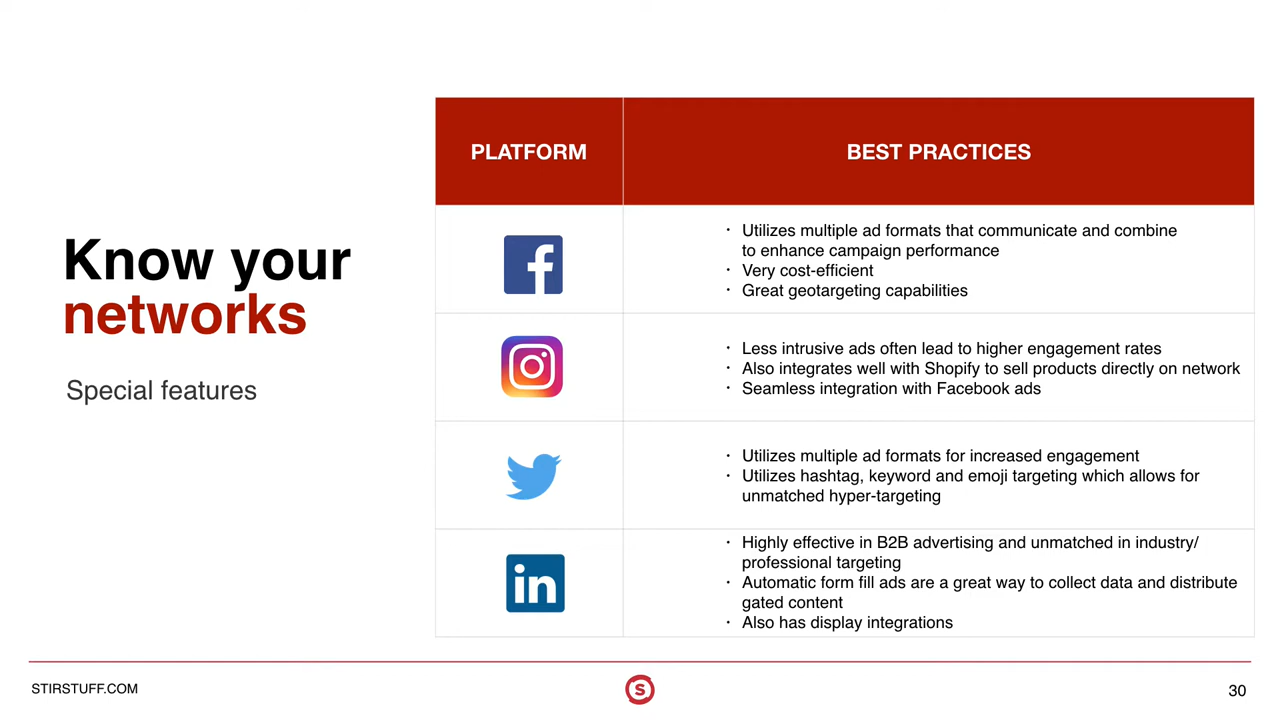 Know your
networks
Special features
PLATFORM
BEST PRACTICES
· Utilizes multiple ad formats that communicate and combine
to enhance campaign performance
· Very cost-efficient
· Great geotargeting capabilities
· Less intrusive ads often lead to higher engagement rates
· Also integrates well with Shopify to sell products directly on network
· Seamless integration with Facebook ads
· Utilizes multiple ad formats for increased engagement
· Utilizes hashtag, keyword and emoji targeting which allows for
unmatched hyper-targeting
in
· Highly effective in B2B advertising and unmatched in industry/
professional targeting
· Automatic form fill ads are a great way to collect data and distribute
gated content
· Also has display integrations
STIRSTUFF.COM
S
30